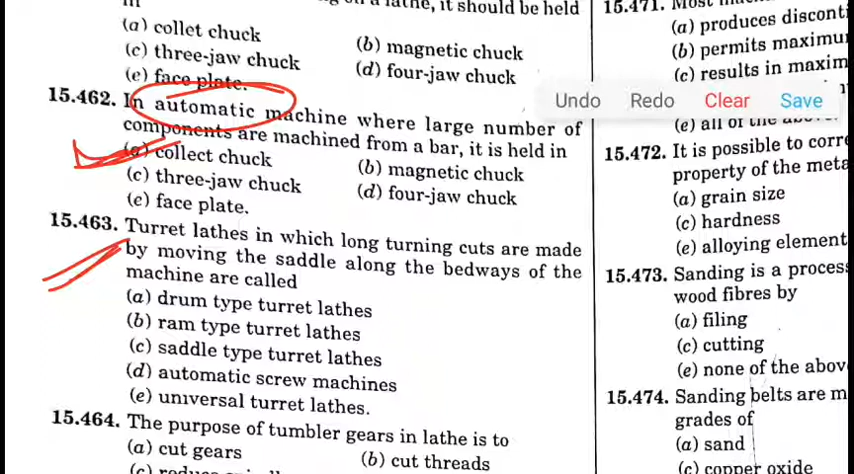 on a lathe, it should be held
(a) collet chuck
(b) magnetic chuck
(c) three-jaw chuck
(d) four-jaw chuck
(e) face plate.
15.462. In automatic machine where large number of
components are machined from a bar, it is held in
(a) collect chuck
(b) magnetic chuck
(c) three-jaw chuck
(d) four-jaw chuck
(e) face plate.
15.463. Turret lathes in which long turning cuts are made
by moving the saddle along the bedways of the
machine are called
(a) drum type turret lathes
(b) ram type turret lathes
(c) saddle type turret lathes
(d) automatic screw machines
(e) universal turret lathes.
15.464. The purpose of tumbler gears in lathe is to
(a) cut gears
(b) cut threads
15.471. Most
(a) produces disconti
(b) permits maximu
(c) results in maxim
Undo Redo Clear Save
(e) all of the above.
15.472. It is possible to corre
property of the meta
(a) grain size
(c) hardness
(e) alloying element
15.473. Sanding is a process
wood fibres by
(a) filing
(c) cutting
(e) none of the abov
15.474. Sanding belts are m
grades of
(a) sand
(c) copper oxide